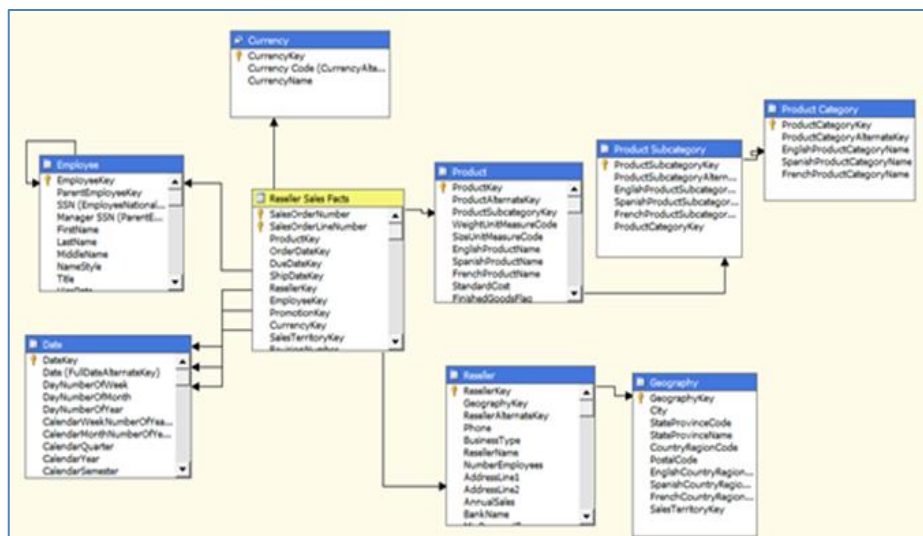 Currency
CurrencyKey
Currency Code (CurrencyAlte...
CurrencyName
Employee
EmployeeKey
ParentEmployeeKey
SSN (EmployeeNational...
Manager SSN (ParentE...
FirstName
LastName
MiddleName
NameStyle
Title
Reseller Sales Facts
SalesOrderNumber
SalesOrderLineNumber
ProductKey
OrderDateKey
DueDateKey
ShipDateKey
ResellerKey
EmployeeKey
PromotionKey
CurrencyKey
SalesTerritoryKey
RevisionNumber
Product
ProductKey
ProductAlternateKey
ProductSubcategoryKey
WeightUnitMeasureCode
SizeUnitMeasureCode
EnglishProductName
SpanishProductName
FrenchProductName
StandardCost
FinishedGoodsFlag
Product Subcategory
ProductSubcategoryKey
ProductSubcategoryAltern...
EnglishProductSubcategor...
SpanishProductSubcategor...
FrenchProductSubcategor...
ProductCategoryKey
Product Category
ProductCategoryKey
ProductCategoryAlternateKey
EnglishProductCategoryName
SpanishProductCategoryName
FrenchProductCategoryName
Date
DateKey
Date (FullDateAlternateKey)
DayNumberOfWeek
DayNumberOfMonth
DayNumberOfYear
CalendarWeekNumberOfYea...
CalendarMonthNumberOfYe...
CalendarQuarter
CalendarYear
CalendarSemester
Reseller
ResellerKey
GeographyKey
ResellerAlternateKey
Phone
BusinessType
ResellerName
NumberEmployees
AddressLine1
AddressLine2
AnnualSales
BankName
Geography
GeographyKey
City
StateProvinceCode
StateProvinceName
CountryRegionCode
PostalCode
EnglishCountryRegion...
SpanishCountryRegion...
FrenchCountryRegion...
SalesTerritoryKey